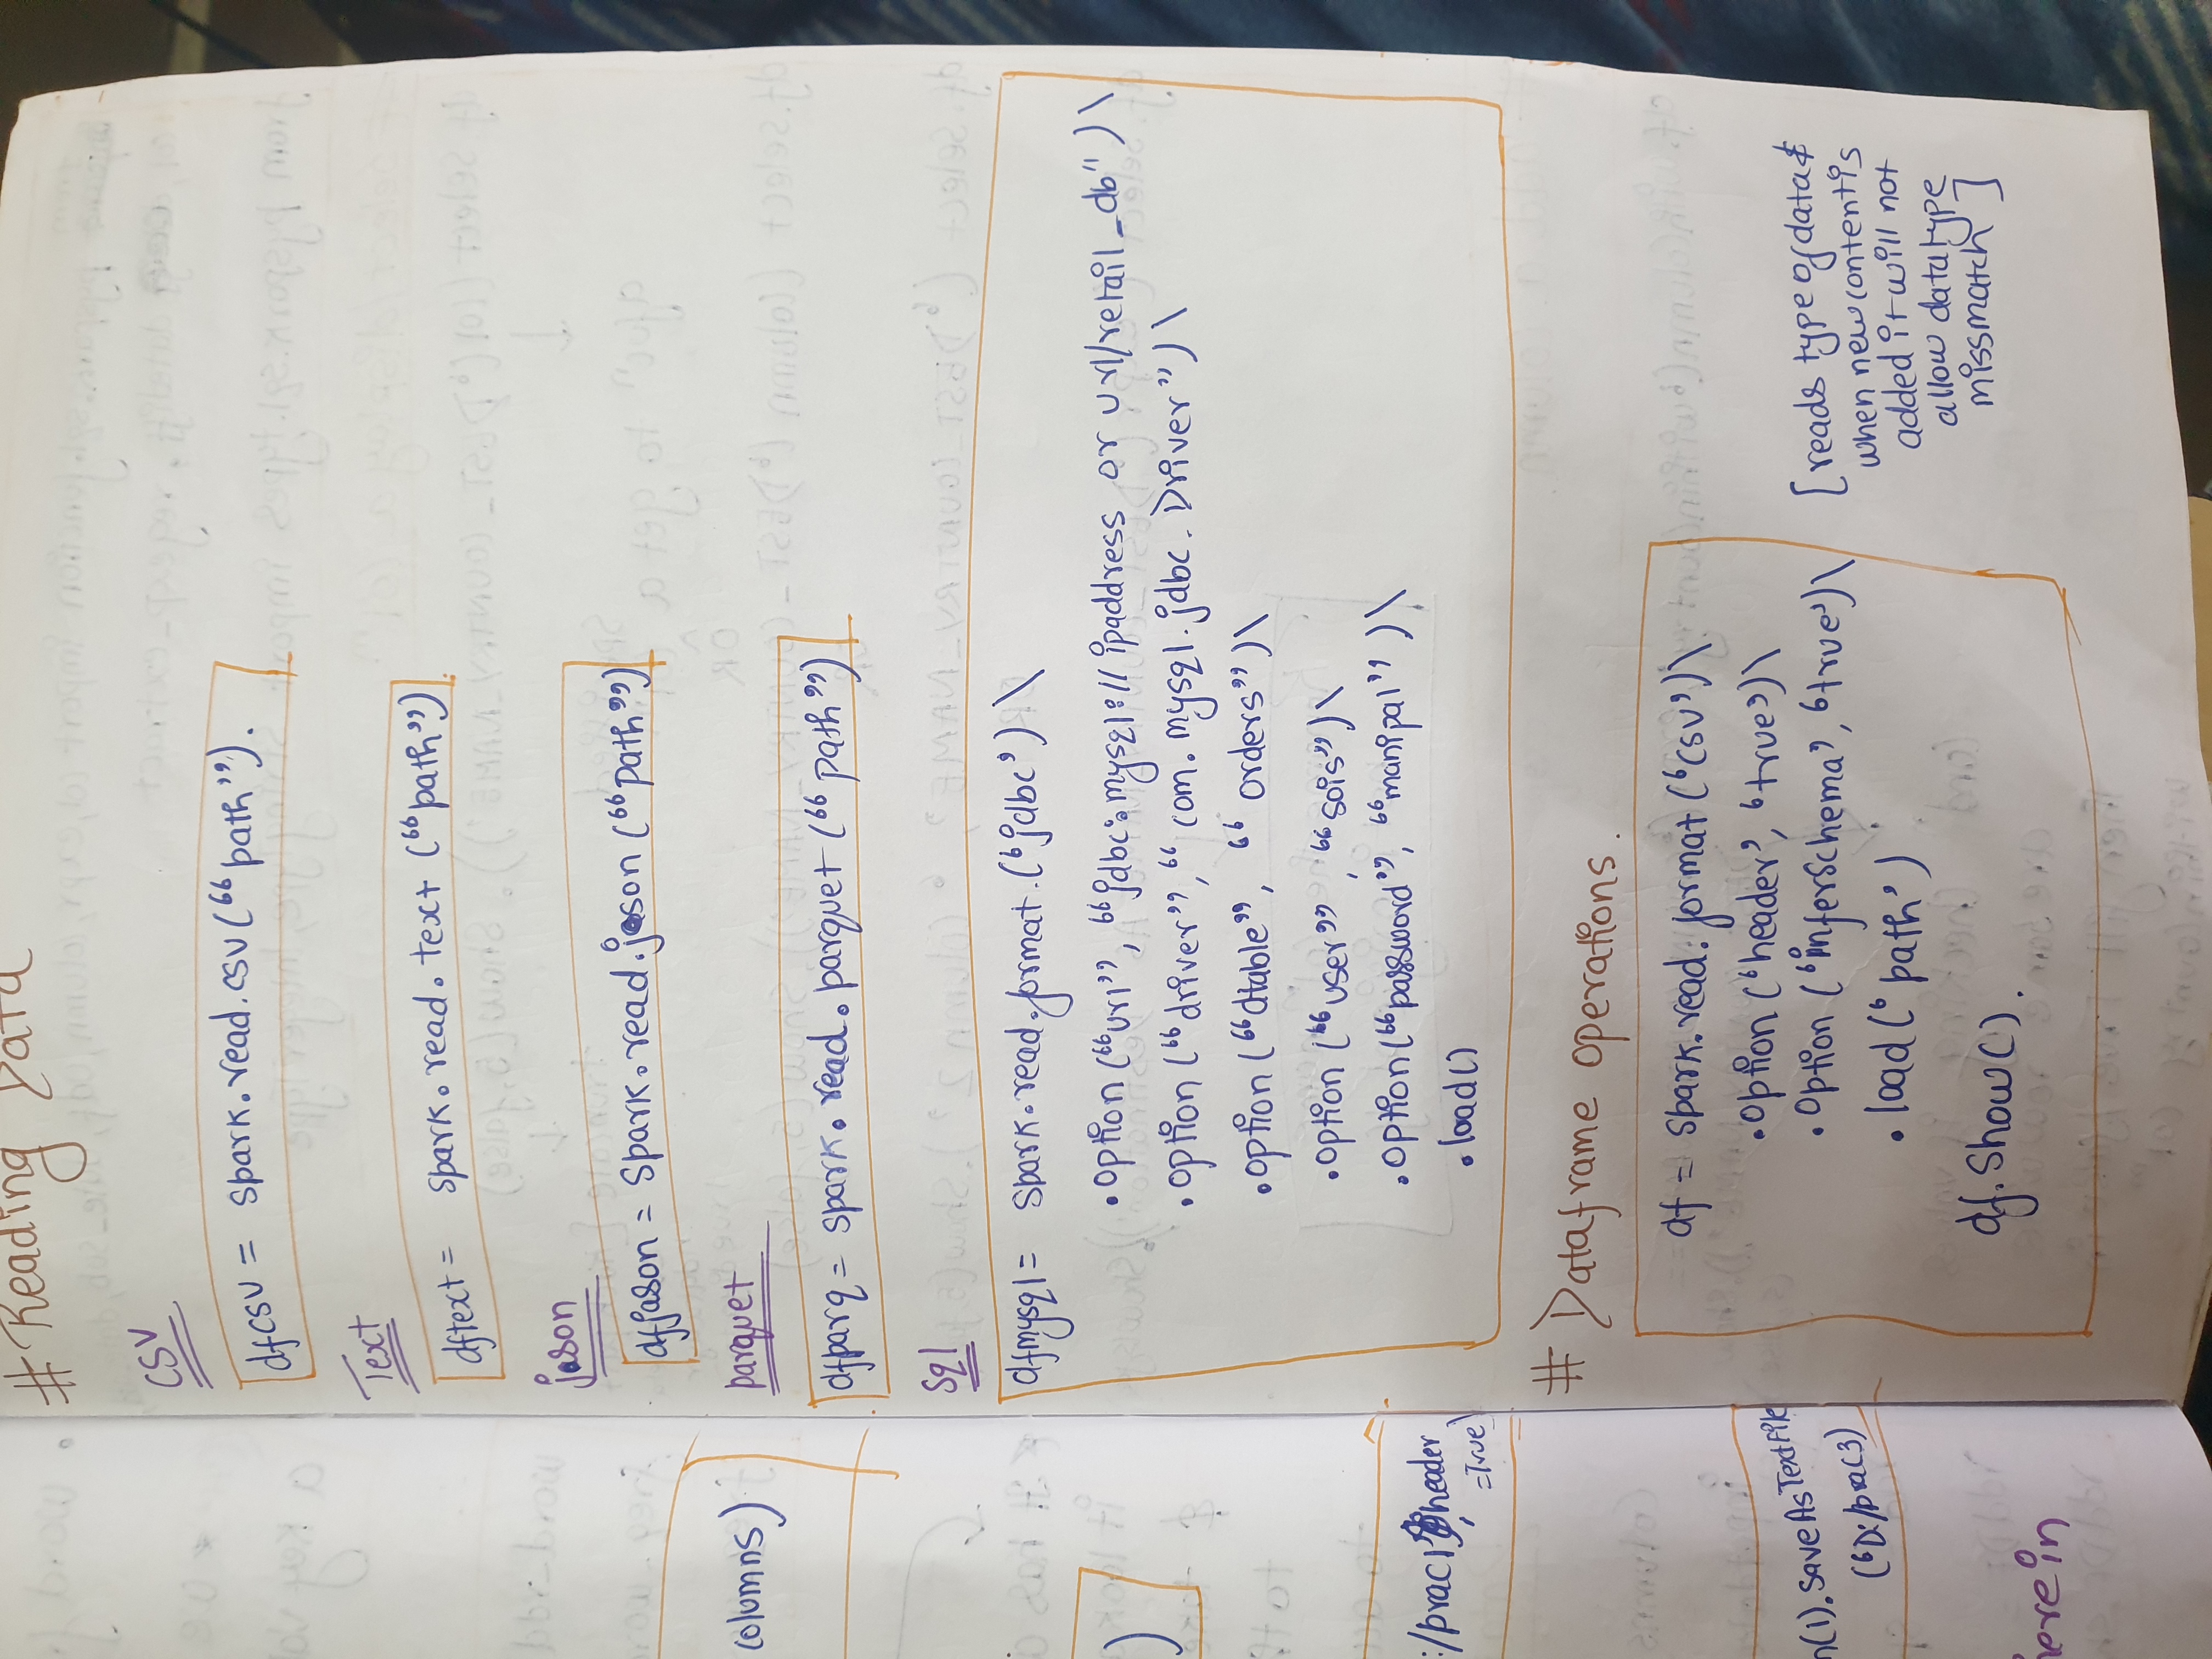 # Reading Data
CSV
dfcsv = spark.read.csv(“path”).
Text
dftext = spark.read.text (“path”)
jason
dfjason = Spark.read.json (“path”)
parquet
dfparq = spark.read.parquet (“path”)
Sql
dfmysql = spark.read.format.(‘jdbc’) \
.option (“url”, “jdbc:mysql:// ipaddress or url/retail_db") \
.option (“driver”, “com.mysql.jdbc.Driver”) \
.option (“dtable”, “orders”) \
.option (“user”, “sois”) \
.option (“password”, “manipal”) \
.load()
# Dataframe operations.
df = spark.read.format (‘csv’) \
.option (‘header’, ‘true’) \
.option (‘inferSchema’, ‘true’) \
.load (‘path’)
df.show().
[reads type of data &
when new content is
added it will not
allow datatype
missmatch]
columns)
)
:/prac1’, header
=True)
n(1).saveAsTextFile
(‘D:/prac3)
here in